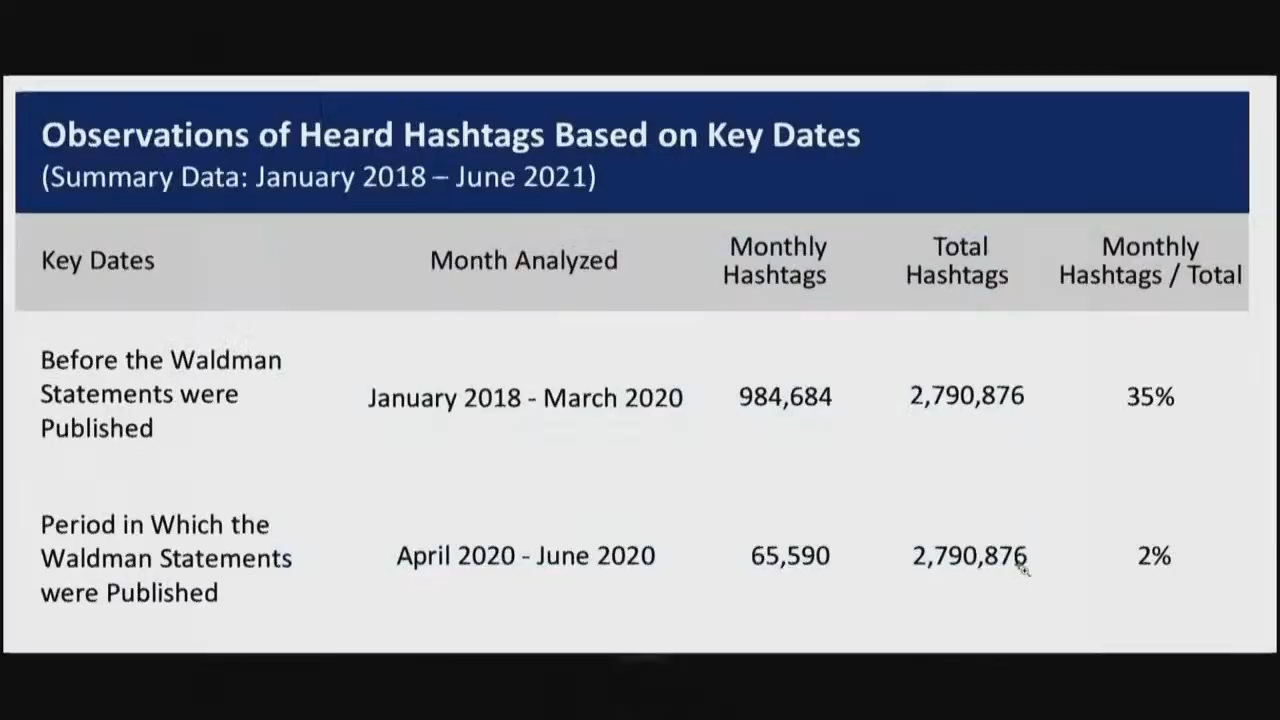 Observations of Heard Hashtags Based on Key Dates
(Summary Data: January 2018 – June 2021)
Key Dates
Month Analyzed
Monthly
Hashtags
Total
Hashtags
Monthly
Hashtags / Total
Before the Waldman
Statements were
Published
January 2018 - March 2020
984,684
2,790,876
35%
Period in Which the
Waldman Statements
were Published
April 2020 - June 2020
65,590
2,790,876
2%